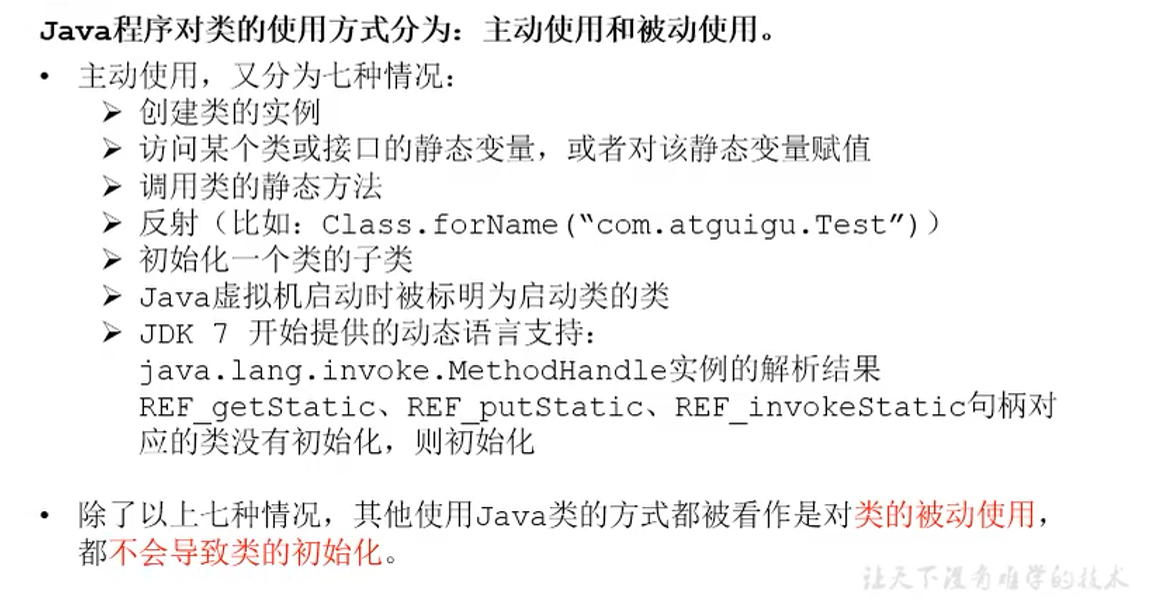 Java程序对类的使用方式分为：主动使用和被动使用。
• 主动使用，又分为七种情况：
➢ 创建类的实例
➢ 访问某个类或接口的静态变量，或者对该静态变量赋值
➢ 调用类的静态方法
➢ 反射（比如：Class.forName(“com.atguigu.Test”)）
➢ 初始化一个类的子类
➢ Java虚拟机启动时被标明为启动类的类
➢ JDK 7 开始提供的动态语言支持：
java.lang.invoke.MethodHandle实例的解析结果
REF_getStatic、REF_putStatic、REF_invokeStatic句柄对
应的类没有初始化，则初始化
• 除了以上七种情况，其他使用Java类的方式都被看作是对类的被动使用，
都不会导致类的初始化。
让天下没有难学的技术